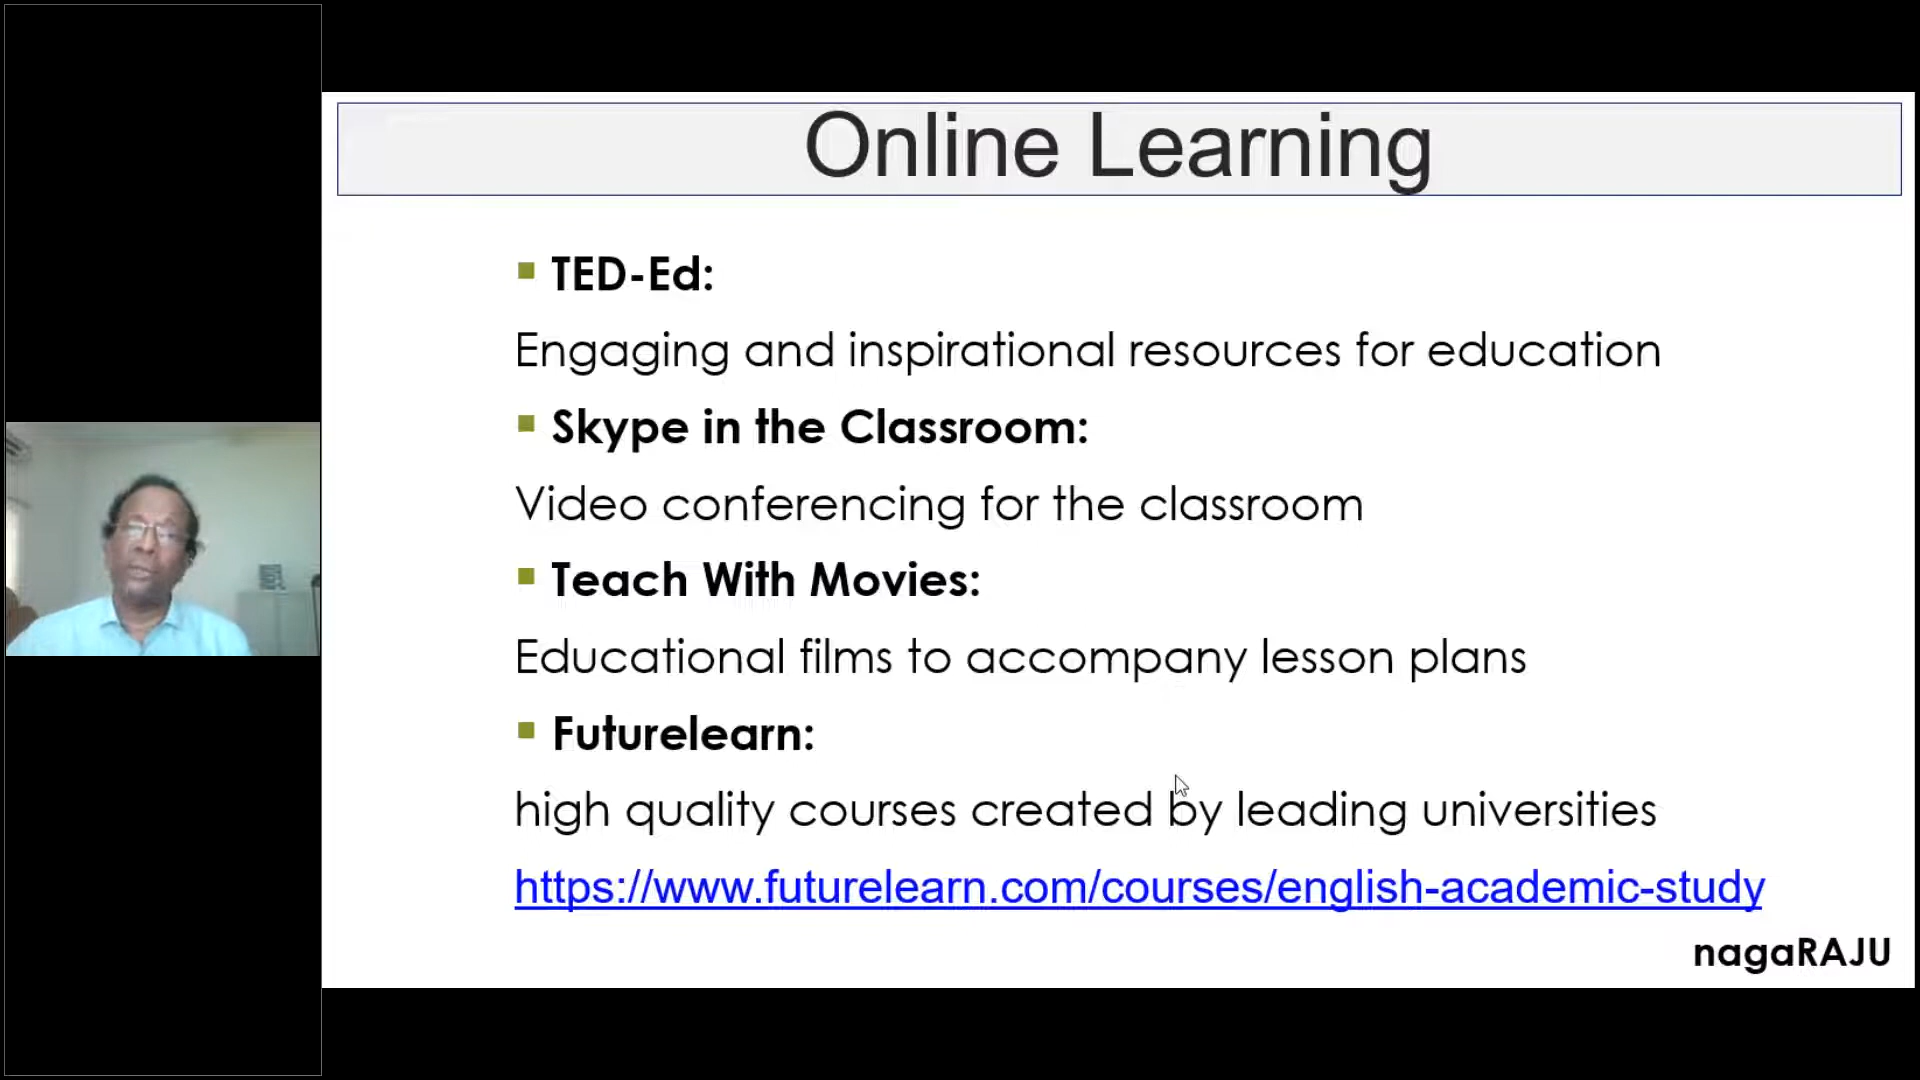 Online Learning
TED-Ed:
Engaging and inspirational resources for education
Skype in the Classroom:
Video conferencing for the classroom
Teach With Movies:
Educational films to accompany lesson plans
Futurelearn:
high quality courses created by leading universities
https://www.futurelearn.com/courses/english-academic-study
nagaRAJU